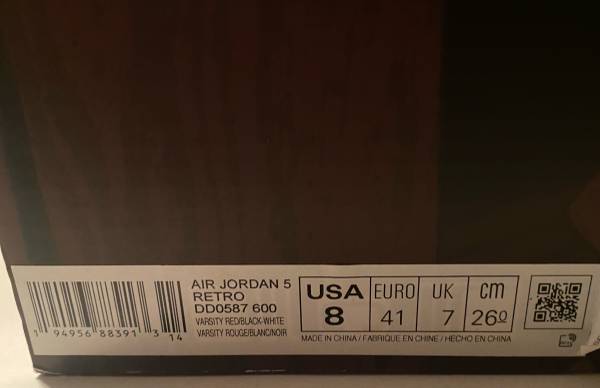 AIR JORDAN 5
RETRO
DD0587 600
VARSITY RED/BLACK-WHITE
VARSITY ROUGE/BLANC/NOIR
1 94956 88391 3 14
USA EURO UK cm
8 41 7 26º
MADE IN CHINA / FABRIQUÉ EN CHINE / HECHO EN CHINA